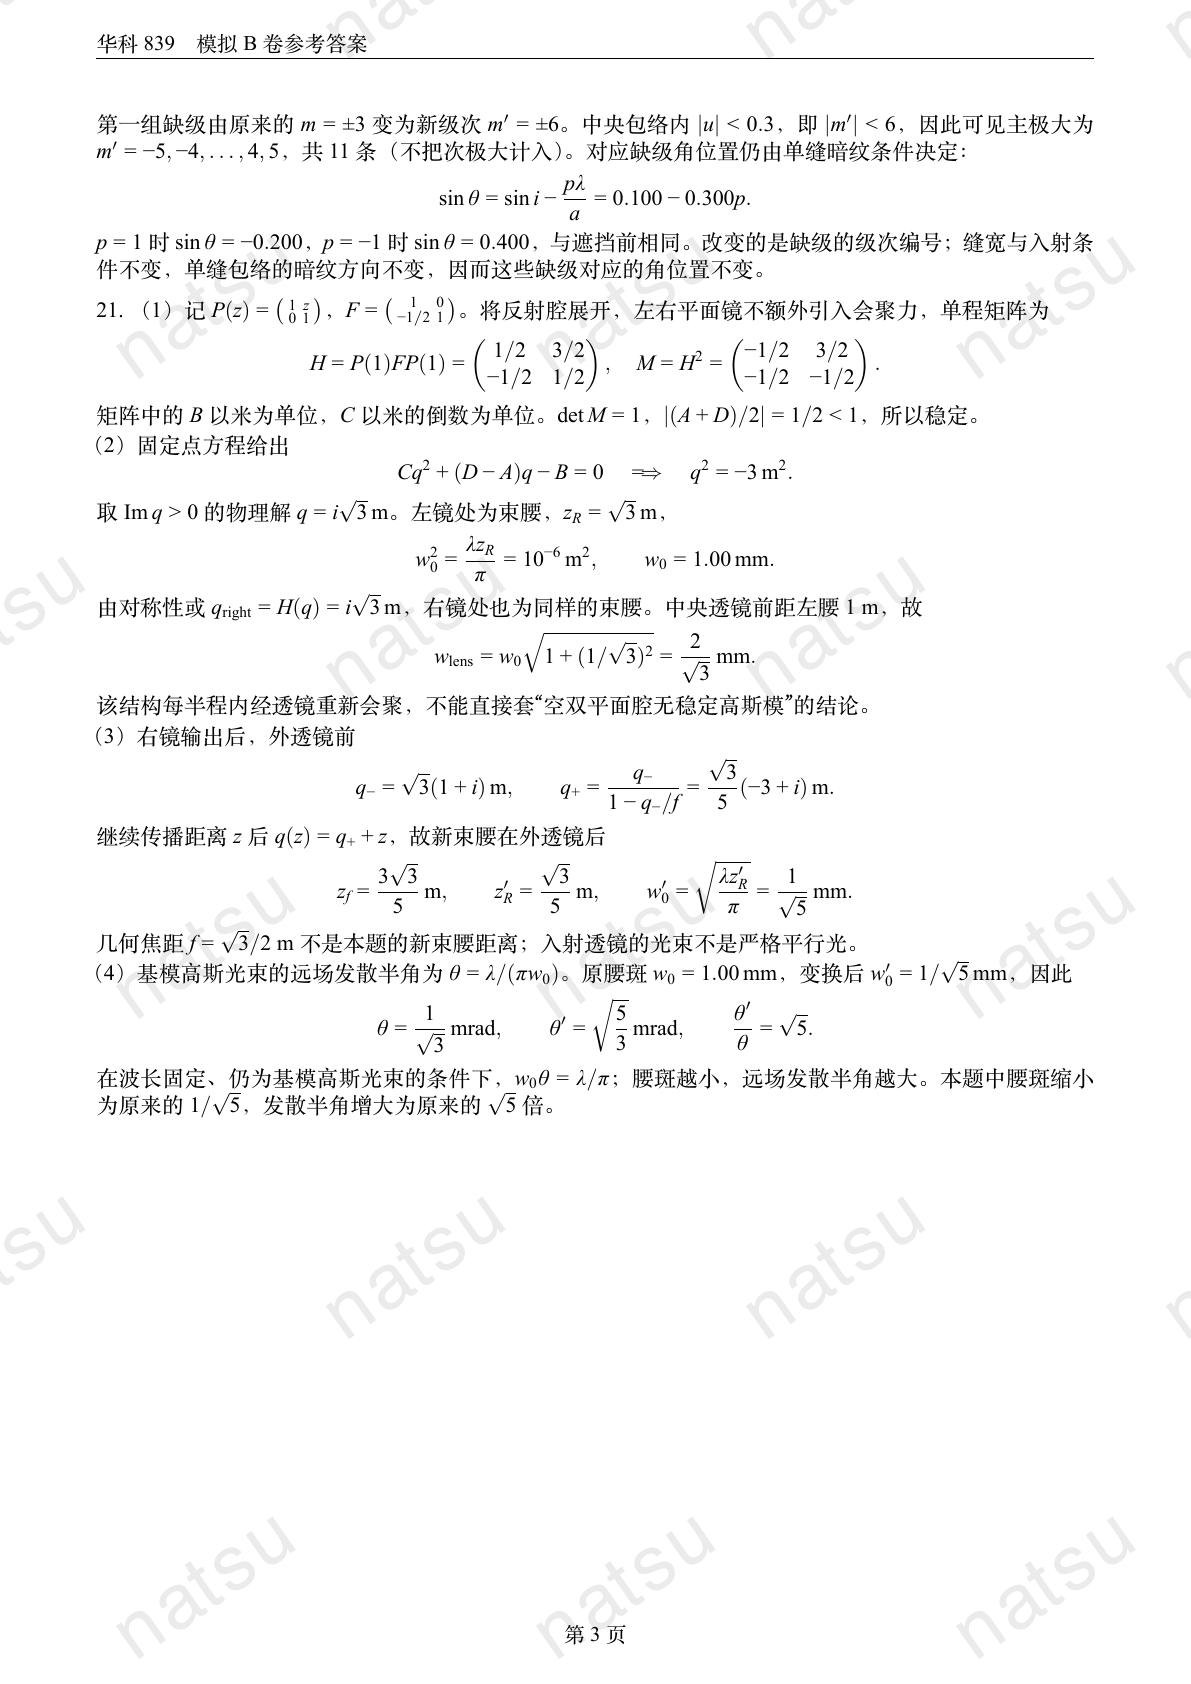 华科 839 模拟 B 卷参考答案
第一组缺级由原来的 m = ±3 变为新级次 m′ = ±6。中央包络内 |u| < 0.3，即 |m′| < 6，因此可见主极大为
m′ = −5, −4, . . . , 4, 5，共 11 条（不把次极大计入）。对应缺级角位置仍由单缝暗纹条件决定：
sin θ = sin i − pλ/a = 0.100 − 0.300p.
p = 1 时 sin θ = −0.200，p = −1 时 sin θ = 0.400，与遮挡前相同。改变的是缺级的级次编号；缝宽与入射条
件不变，单缝包络的暗纹方向不变，因而这些缺级对应的角位置不变。
21. （1）记 P(z) = (1 z; 0 1)，F = (1 0; −1/2 1)。将反射腔展开，左右平面镜不额外引入会聚力，单程矩阵为
H = P(1)FP(1) = (1/2 3/2; −1/2 1/2), M = H² = (−1/2 3/2; −1/2 −1/2).
矩阵中的 B 以米为单位，C 以米的倒数为单位。det M = 1，|(A + D)/2| = 1/2 < 1，所以稳定。
（2）固定点方程给出
Cq² + (D − A)q − B = 0 ⟹ q² = −3 m².
取 Im q > 0 的物理解 q = i√3 m。左镜处为束腰，z_R = √3 m，
w₀² = λz_R/π = 10⁻⁶ m², w₀ = 1.00 mm.
由对称性或 q_right = H(q) = i√3 m，右镜处也为同样的束腰。中央透镜前距左腰 1 m，故
w_lens = w₀√(1 + (1/√3)²) = 2/√3 mm.
该结构每半程内经透镜重新会聚，不能直接套“空双平面腔无稳定高斯模”的结论。
（3）右镜输出后，外透镜前
q₋ = √3(1 + i) m, q₊ = q₋/(1 − q₋/f) = √3/5 (−3 + i) m.
继续传播距离 z 后 q(z) = q₊ + z，故新束腰在外透镜后
z_f = 3√3/5 m, z′_R = √3/5 m, w′₀ = √(λz′_R/π) = 1/√5 mm.
几何焦距 f = √3/2 m 不是本题的新束腰距离；入射透镜的光束不是严格平行光。
（4）基模高斯光束的远场发散半角为 θ = λ/(πw₀)。原腰斑 w₀ = 1.00 mm，变换后 w′₀ = 1/√5 mm，因此
θ = 1/√3 mrad, θ′ = √(5/3) mrad, θ′/θ = √5.
在波长固定、仍为基模高斯光束的条件下，w₀θ = λ/π；腰斑越小，远场发散半角越大。本题中腰斑缩小
为原来的 1/√5，发散半角增大为原来的 √5 倍。
第 3 页
natsu